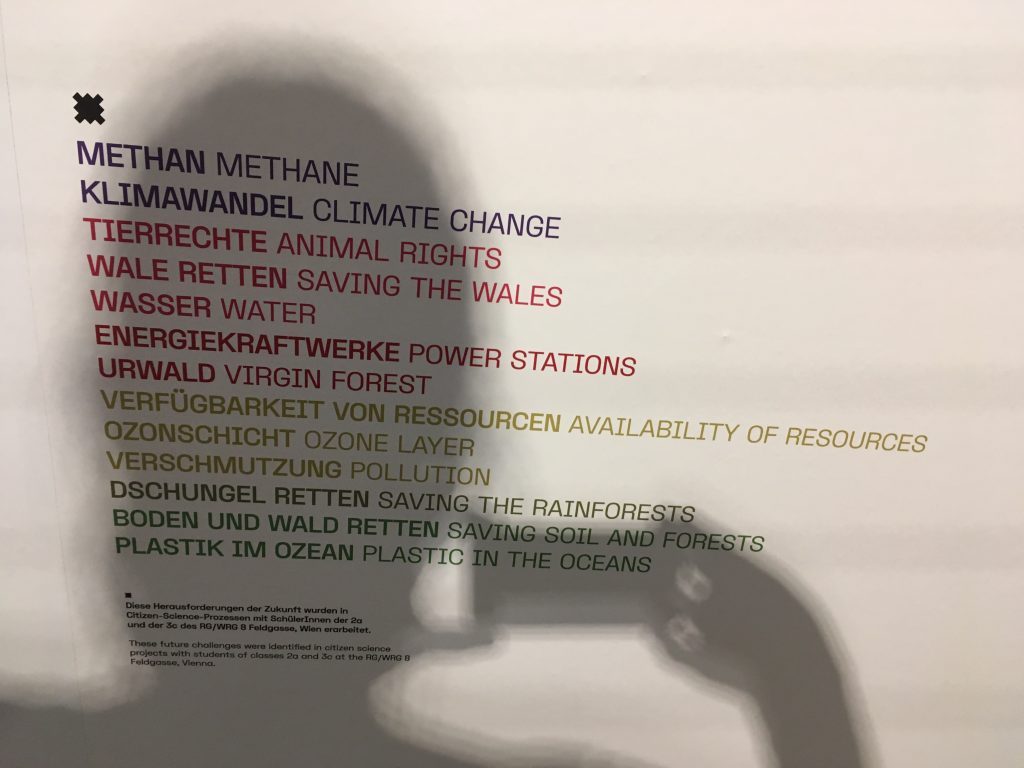 METHAN METHANE
KLIMAWANDEL CLIMATE CHANGE
TIERRECHTE ANIMAL RIGHTS
WALE RETTEN SAVING THE WALES
WASSER WATER
ENERGIEKRAFTWERKE POWER STATIONS
URWALD VIRGIN FOREST
VERFÜGBARKEIT VON RESSOURCEN AVAILABILITY OF RESOURCES
OZONSCHICHT OZONE LAYER
VERSCHMUTZUNG POLLUTION
DSCHUNGEL RETTEN SAVING THE RAINFORESTS
BODEN UND WALD RETTEN SAVING SOIL AND FORESTS
PLASTIK IM OZEAN PLASTIC IN THE OCEANS
Diese Herausforderungen der Zukunft wurden in
Citizen-Science-Prozessen mit SchülerInnen der 2a
und der 3c des RG/WRG 8 Feldgasse, Wien erarbeitet.
These future challenges were identified in citizen science
projects with students of classes 2a and 3c at the RG/WRG 8
Feldgasse, Vienna.